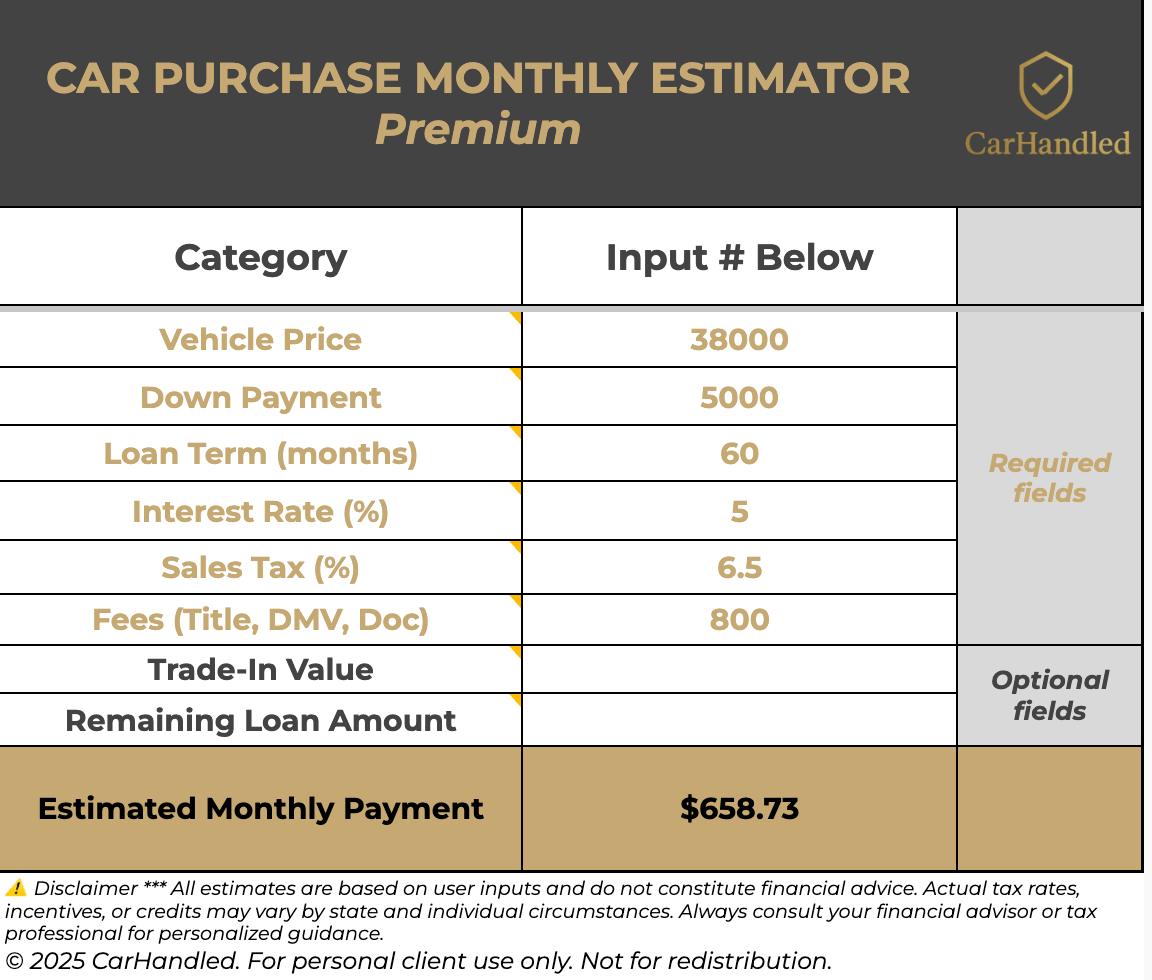 CAR PURCHASE MONTHLY ESTIMATOR
Premium
CarHandled
Category
Input # Below
Vehicle Price
38000
Down Payment
5000
Loan Term (months)
60
Interest Rate (%)
5
Sales Tax (%)
6.5
Fees (Title, DMV, Doc)
800
Required
fields
Trade-In Value
Remaining Loan Amount
Optional
fields
Estimated Monthly Payment
$658.73
⚠️ Disclaimer *** All estimates are based on user inputs and do not constitute financial advice. Actual tax rates,
incentives, or credits may vary by state and individual circumstances. Always consult your financial advisor or tax
professional for personalized guidance.
© 2025 CarHandled. For personal client use only. Not for redistribution.